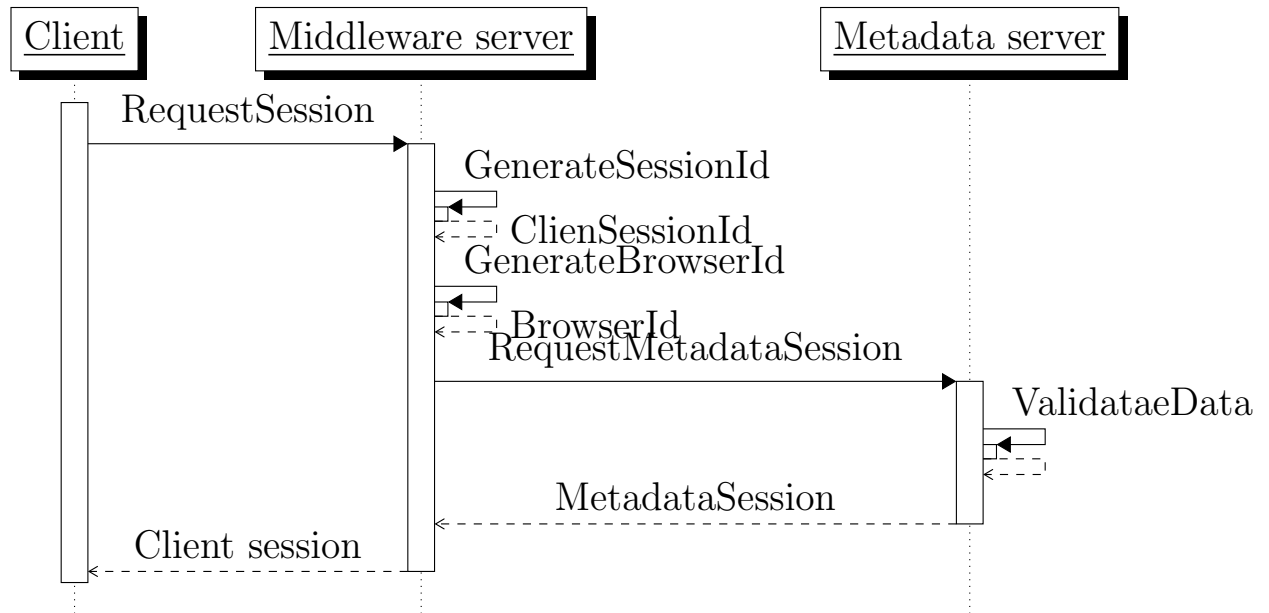 Client
Middleware server
Metadata server
RequestSession
GenerateSessionId
ClienSessionId
GenerateBrowserId
BrowserId
RequestMetadataSession
ValidataeData
MetadataSession
Client session